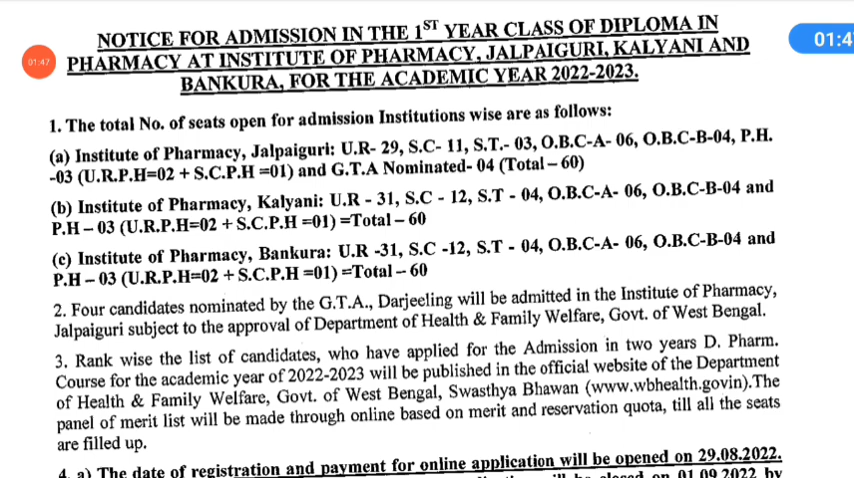 NOTICE FOR ADMISSION IN THE 1ST YEAR CLASS OF DIPLOMA IN
PHARMACY AT INSTITUTE OF PHARMACY, JALPAIGURI, KALYANI AND
BANKURA, FOR THE ACADEMIC YEAR 2022-2023.
01:47
01:4
1. The total No. of seats open for admission Institutions wise are as follows:
(a) Institute of Pharmacy, Jalpaiguri: U.R- 29, S.C- 11, S.T.- 03, O.B.C-A- 06, O.B.C-B-04, P.H.
-03 (U.R.P.H=02 + S.C.P.H =01) and G.T.A Nominated- 04 (Total – 60)
(b) Institute of Pharmacy, Kalyani: U.R - 31, S.C - 12, S.T - 04, O.B.C-A- 06, O.B.C-B-04 and
P.H – 03 (U.R.P.H=02 + S.C.P.H =01) =Total – 60
(c) Institute of Pharmacy, Bankura: U.R -31, S.C -12, S.T - 04, O.B.C-A- 06, O.B.C-B-04 and
P.H – 03 (U.R.P.H=02 + S.C.P.H =01) =Total – 60
2. Four candidates nominated by the G.T.A., Darjeeling will be admitted in the Institute of Pharmacy,
Jalpaiguri subject to the approval of Department of Health & Family Welfare, Govt. of West Bengal.
3. Rank wise the list of candidates, who have applied for the Admission in two years D. Pharm.
Course for the academic year of 2022-2023 will be published in the official website of the Department
of Health & Family Welfare, Govt. of West Bengal, Swasthya Bhawan (www.wbhealth.govin).The
panel of merit list will be made through online based on merit and reservation quota, till all the seats
are filled up.
4. a) The date of registration and payment for online application will be opened on 29.08.2022.
on 01.09.2022 by